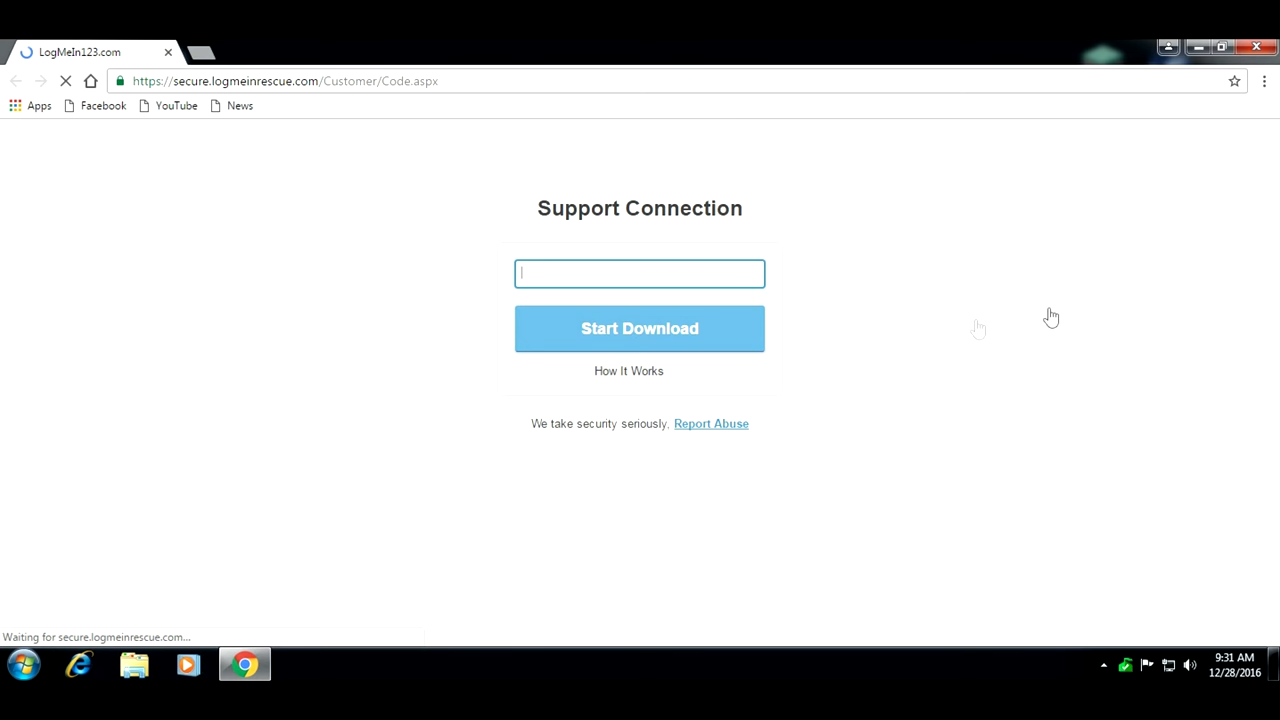 LogMeIn123.com
https://secure.logmeinrescue.com/Customer/Code.aspx
Apps Facebook YouTube News
Support Connection
Start Download
How It Works
We take security seriously, Report Abuse
Waiting for secure.logmeinrescue.com...
9:31 AM
12/28/2016